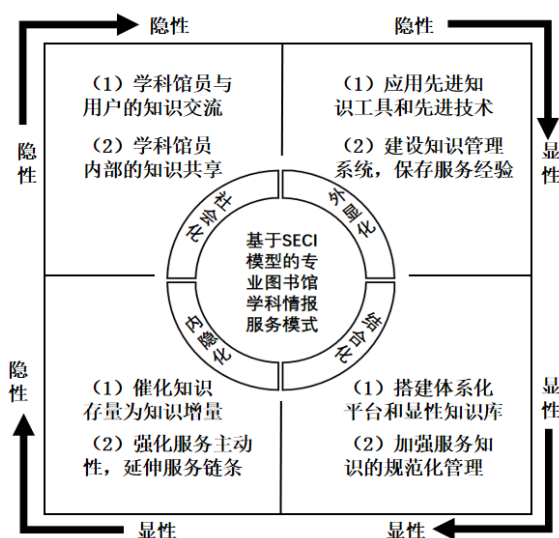 隐性
隐性
隐性
显性
（1）学科馆员与
用户的知识交流
（2）学科馆员
内部的知识共享
（1）应用先进知
识工具和先进技术
（2）建设知识管理
系统，保存服务经验
社会化
外显化
基于SECI
模型的专
业图书馆
学科情报
服务模式
内隐化
结合化
（1）催化知识
存量为知识增量
（2）强化服务主动
性，延伸服务链条
（1）搭建体系化
平台和显性知识库
（2）加强服务知
识的规范化管理
隐性
显性
显性
显性